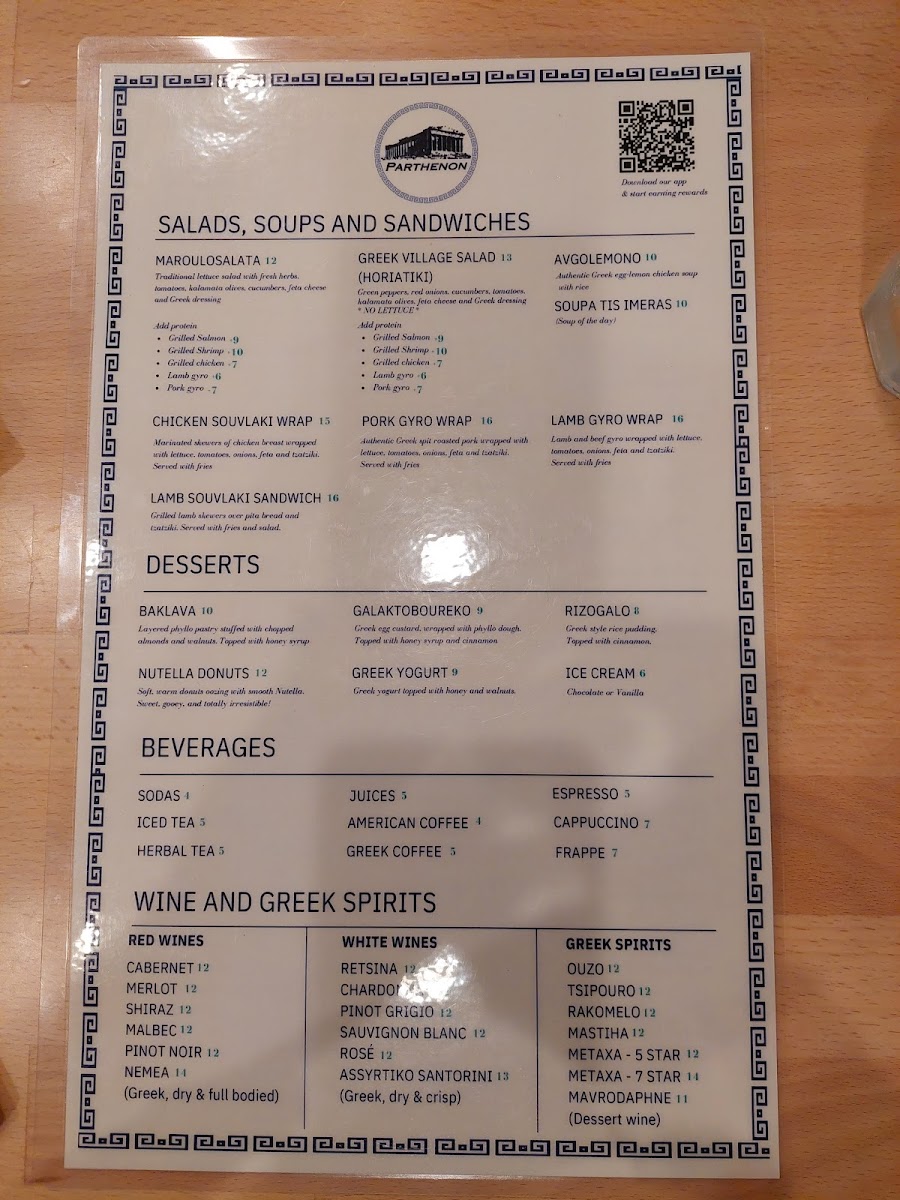 PARTHENON
Download our app
& start earning rewards
SALADS, SOUPS AND SANDWICHES
MAROULOSALATA 12
Traditional lettuce salad with fresh herbs,
tomatoes, kalamata olives, cucumbers, feta cheese
and Greek dressing
Add protein
• Grilled Salmon +9
• Grilled Shrimp +10
• Grilled chicken +7
• Lamb gyro +6
• Pork gyro +7
GREEK VILLAGE SALAD 13
(HORIATIKI)
Green peppers, red onions, cucumbers, tomatoes,
kalamata olives, feta cheese and Greek dressing
* NO LETTUCE *
Add protein
• Grilled Salmon +9
• Grilled Shrimp +10
• Grilled chicken +7
• Lamb gyro +6
• Pork gyro +7
AVGOLEMONO 10
Authentic Greek egg-lemon chicken soup
with rice
SOUPA TIS IMERAS 10
(Soup of the day)
CHICKEN SOUVLAKI WRAP 15
Marinated skewers of chicken breast wrapped
with lettuce, tomatoes, onions, feta and tzatziki.
Served with fries
PORK GYRO WRAP 16
Authentic Greek spit roasted pork wrapped with
lettuce, tomatoes, onions, feta and tzatziki.
Served with fries
LAMB GYRO WRAP 16
Lamb and beef gyro wrapped with lettuce,
tomatoes, onions, feta and tzatziki.
Served with fries
LAMB SOUVLAKI SANDWICH 16
Grilled lamb skewers over pita bread and
tzatziki. Served with fries and salad.
DESSERTS
BAKLAVA 10
Layered phyllo pastry stuffed with chopped
almonds and walnuts. Topped with honey syrup
GALAKTOBOUREKO 9
Greek egg custard, wrapped with phyllo dough.
Topped with honey syrup and cinnamon
RIZOGALO 8
Greek style rice pudding.
Topped with cinnamon.
NUTELLA DONUTS 12
Soft, warm donuts oozing with smooth Nutella.
Sweet, gooey, and totally irresistible!
GREEK YOGURT 9
Greek yogurt topped with honey and walnuts.
ICE CREAM 6
Chocolate or Vanilla
BEVERAGES
SODAS 4
ICED TEA 5
HERBAL TEA 5
JUICES 5
AMERICAN COFFEE 4
GREEK COFFEE 5
ESPRESSO 5
CAPPUCCINO 7
FRAPPE 7
WINE AND GREEK SPIRITS
RED WINES
CABERNET 12
MERLOT 12
SHIRAZ 12
MALBEC 12
PINOT NOIR 12
NEMEA 14
(Greek, dry & full bodied)
WHITE WINES
RETSINA 12
PINOT GRIGIO 12
SAUVIGNON BLANC 12
ROSÉ 12
ASSYRTIKO SANTORINI 13
(Greek, dry & crisp)
GREEK SPIRITS
OUZO 12
TSIPOURO 12
RAKOMELO 12
MASTIHA 12
METAXA - 5 STAR 12
METAXA - 7 STAR 14
MAVRODAPHNE 11
(Dessert wine)